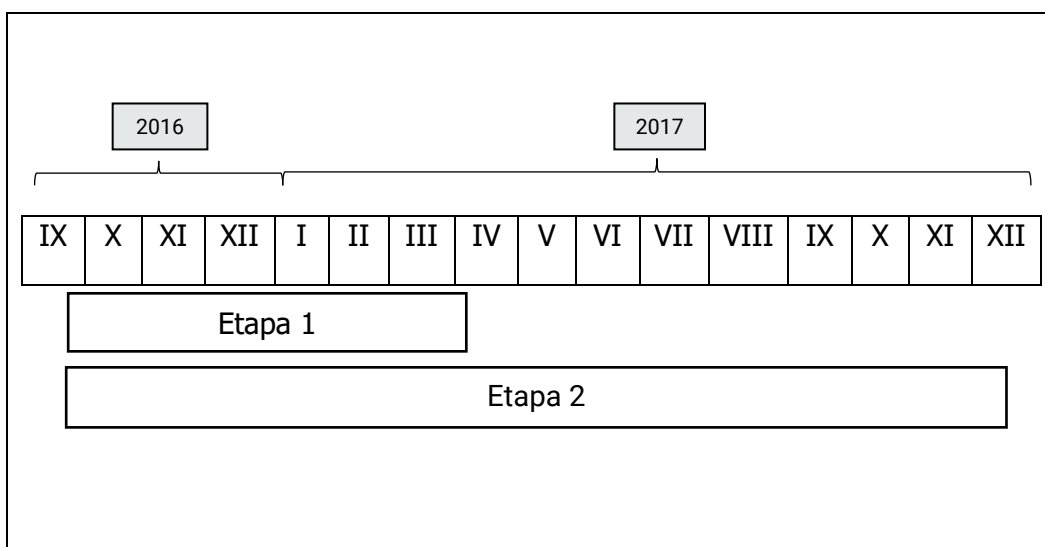 2016 2017
IX X XI XII I II III IV V VI VII VIII IX X XI XII
Etapa 1
Etapa 2